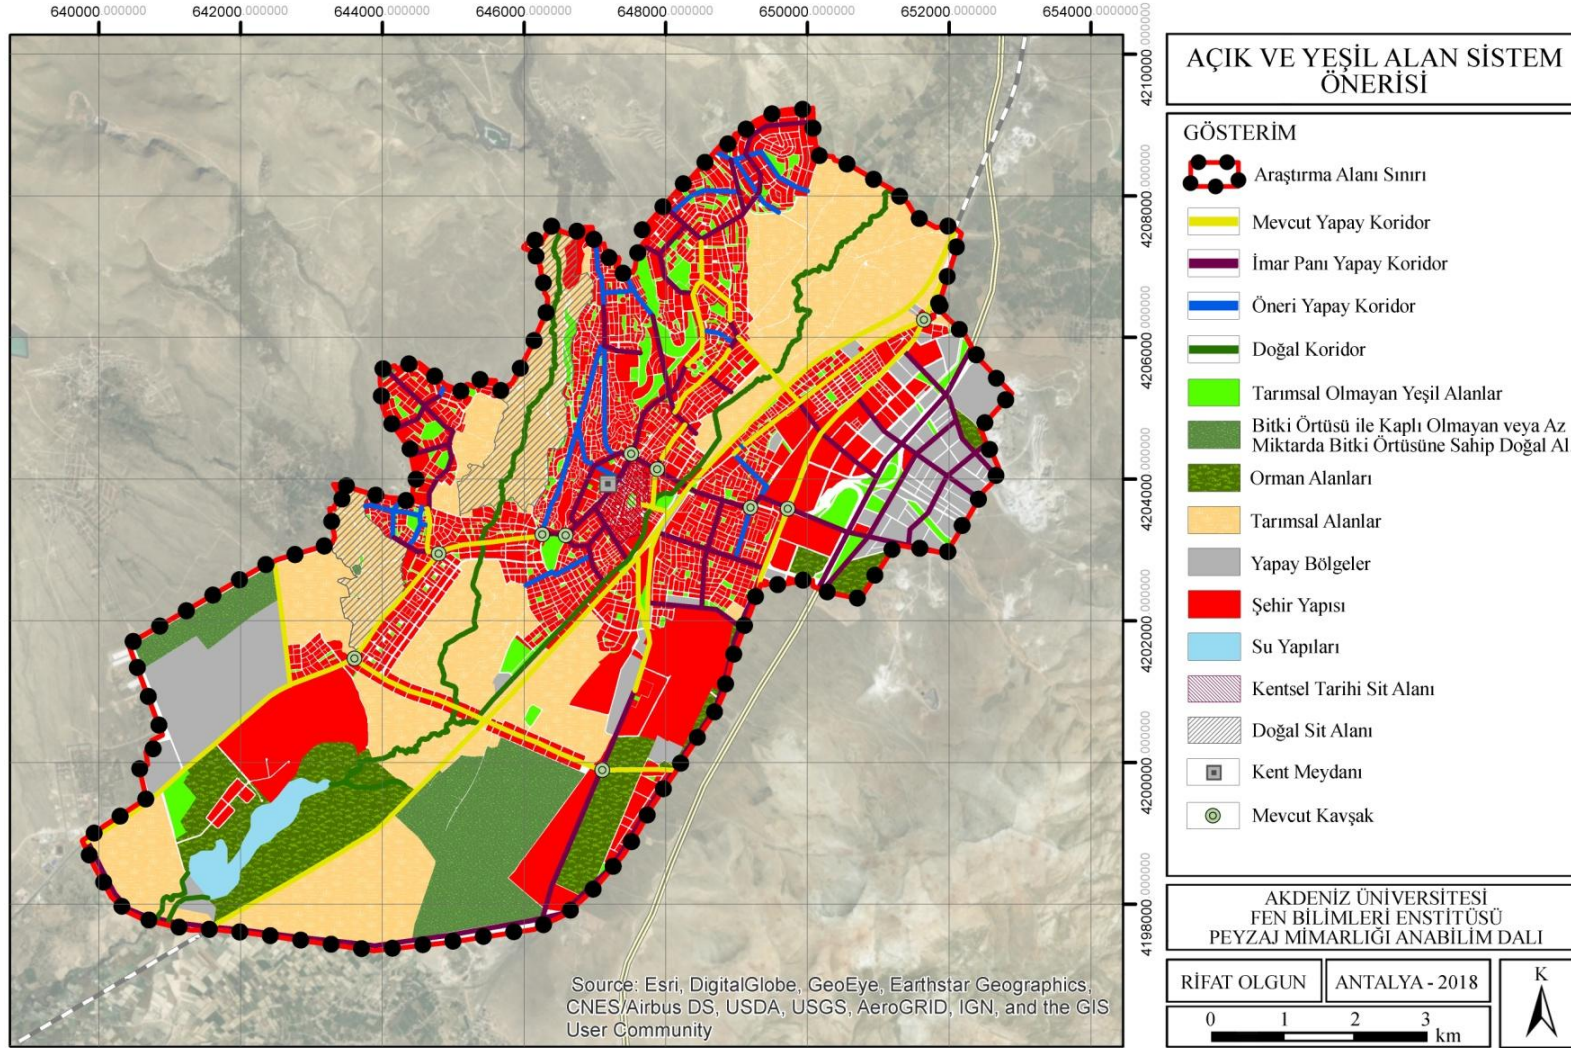 640000.000000
642000.000000
644000.000000
646000.000000
648000.000000
650000.000000
652000.000000
654000.000000
4210000.000000
4208000.000000
4206000.000000
4204000.000000
4202000.000000
4200000.000000
4198000.000000
Source: Esri, DigitalGlobe, GeoEye, Earthstar Geographics,
CNES/Airbus DS, USDA, USGS, AeroGRID, IGN, and the GIS
User Community
AÇIK VE YEŞİL ALAN SİSTEM
ÖNERİSİ
GÖSTERİM
Araştırma Alanı Sınırı
Mevcut Yapay Koridor
İmar Panı Yapay Koridor
Öneri Yapay Koridor
Doğal Koridor
Tarımsal Olmayan Yeşil Alanlar
Bitki Örtüsü ile Kaplı Olmayan veya Az
Miktarda Bitki Örtüsüne Sahip Doğal Al
Orman Alanları
Tarımsal Alanlar
Yapay Bölgeler
Şehir Yapısı
Su Yapıları
Kentsel Tarihi Sit Alanı
Doğal Sit Alanı
Kent Meydanı
Mevcut Kavşak
AKDENİZ ÜNİVERSİTESİ
FEN BİLİMLERİ ENSTİTÜSÜ
PEYZAJ MİMARLIĞI ANABİLİM DALI
RİFAT OLGUN
ANTALYA - 2018
K
0 1 2 3
km